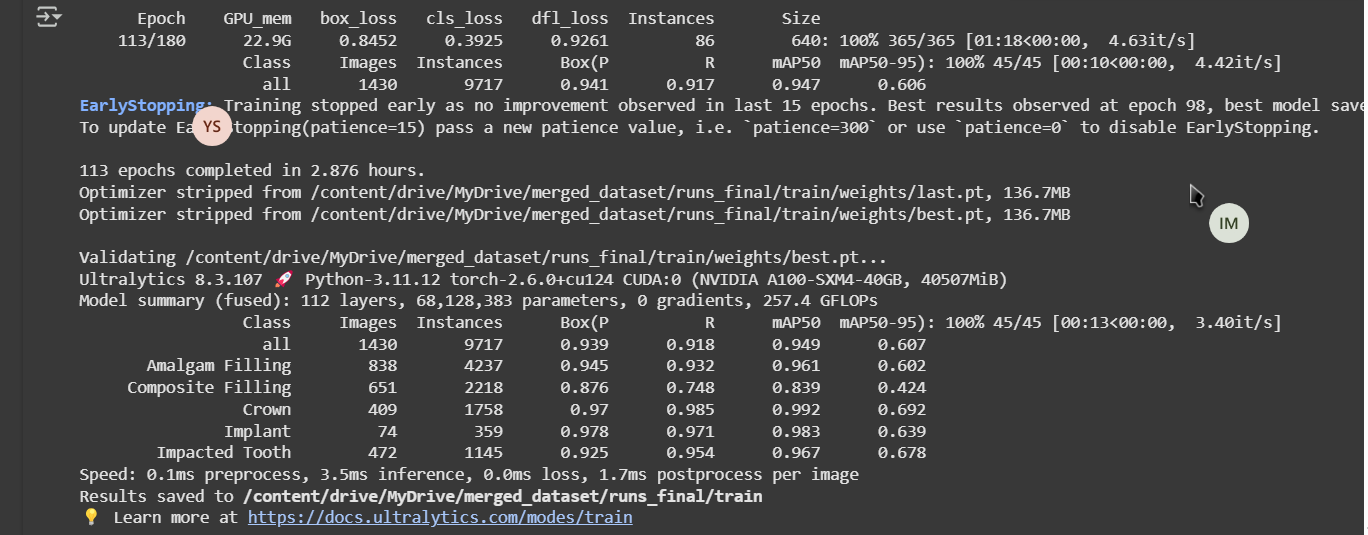 Epoch GPU_mem box_loss cls_loss dfl_loss Instances Size
113/180 22.9G 0.8452 0.3925 0.9261 86 640: 100% 365/365 [01:18<00:00, 4.63it/s]
Class Images Instances Box(P R mAP50 mAP50-95): 100% 45/45 [00:10<00:00, 4.42it/s]
all 1430 9717 0.941 0.917 0.947 0.606
EarlyStopping: Training stopped early as no improvement observed in last 15 epochs. Best results observed at epoch 98, best model save
To update Ea stopping(patience=15) pass a new patience value, i.e. `patience=300` or use `patience=0` to disable EarlyStopping.
YS
113 epochs completed in 2.876 hours.
Optimizer stripped from /content/drive/MyDrive/merged_dataset/runs_final/train/weights/last.pt, 136.7MB
Optimizer stripped from /content/drive/MyDrive/merged_dataset/runs_final/train/weights/best.pt, 136.7MB
IM
Validating /content/drive/MyDrive/merged_dataset/runs_final/train/weights/best.pt...
Ultralytics 8.3.107 🚀 Python-3.11.12 torch-2.6.0+cu124 CUDA:0 (NVIDIA A100-SXM4-40GB, 40507MiB)
Model summary (fused): 112 layers, 68,128,383 parameters, 0 gradients, 257.4 GFLOPs
Class Images Instances Box(P R mAP50 mAP50-95): 100% 45/45 [00:13<00:00, 3.40it/s]
all 1430 9717 0.939 0.918 0.949 0.607
Amalgam Filling 838 4237 0.945 0.932 0.961 0.602
Composite Filling 651 2218 0.876 0.748 0.839 0.424
Crown 409 1758 0.97 0.985 0.992 0.692
Implant 74 359 0.978 0.971 0.983 0.639
Impacted Tooth 472 1145 0.925 0.954 0.967 0.678
Speed: 0.1ms preprocess, 3.5ms inference, 0.0ms loss, 1.7ms postprocess per image
Results saved to /content/drive/MyDrive/merged_dataset/runs_final/train
💡 Learn more at https://docs.ultralytics.com/modes/train